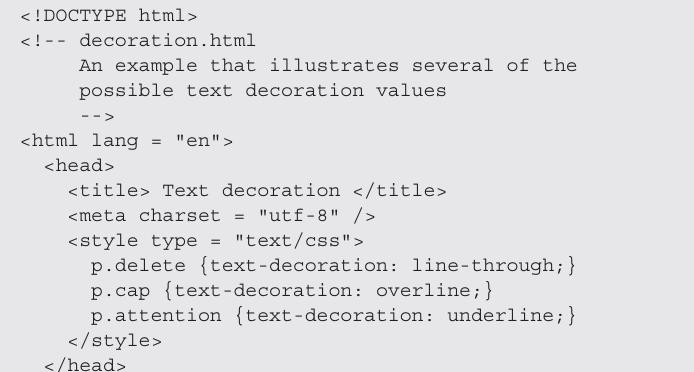 <!DOCTYPE html>
<!-- decoration.html
     An example that illustrates several of the
     possible text decoration values
     -->
<html lang = "en">
  <head>
    <title> Text decoration </title>
    <meta charset = "utf-8" />
    <style type = "text/css">
      p.delete {text-decoration: line-through;}
      p.cap {text-decoration: overline;}
      p.attention {text-decoration: underline;}
    </style>
  </head>